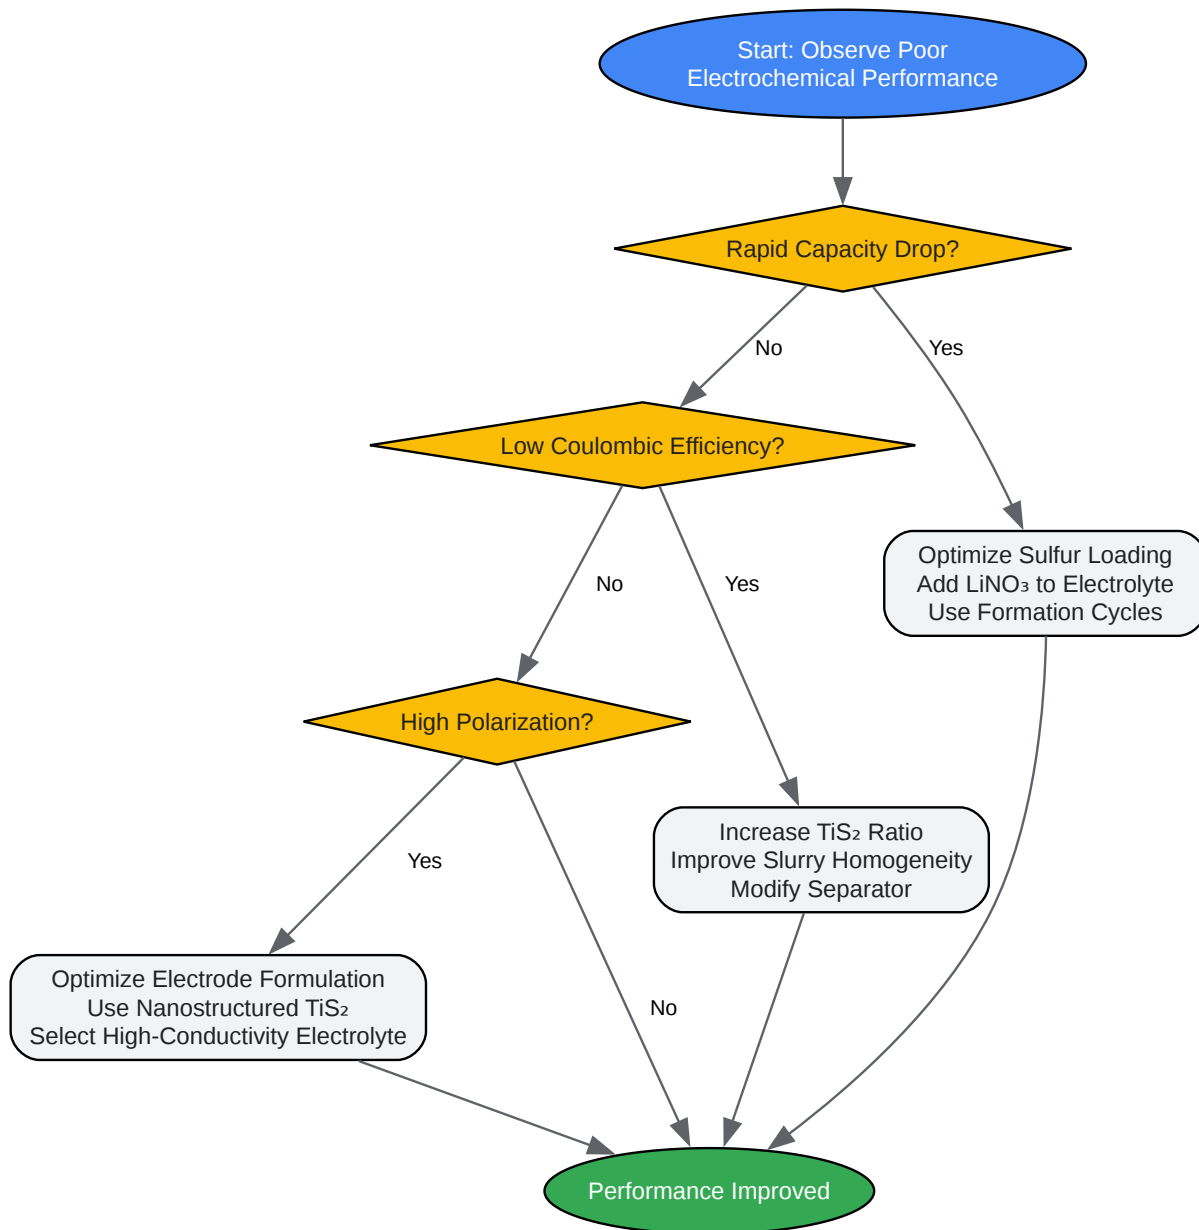 Start: Observe Poor
Electrochemical Performance
Rapid Capacity Drop?
No
Yes
Low Coulombic Efficiency?
Optimize Sulfur Loading
Add LiNO₃ to Electrolyte
Use Formation Cycles
No
Yes
High Polarization?
Increase TiS₂ Ratio
Improve Slurry Homogeneity
Modify Separator
Yes
Optimize Electrode Formulation
Use Nanostructured TiS₂
Select High-Conductivity Electrolyte
No
Performance Improved